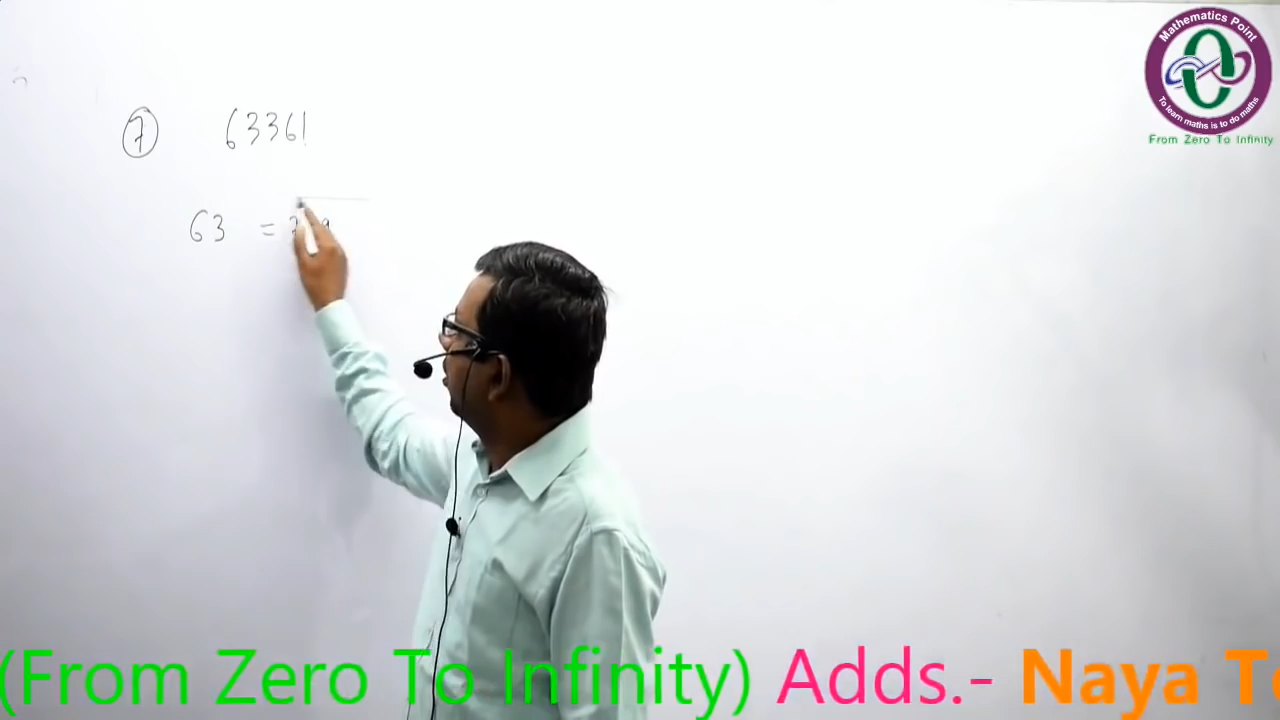 Mathematics Point
To learn maths is to do maths
From Zero To Infinity
7 63361
63 =
(From Zero To Infinity) Adds.- Naya